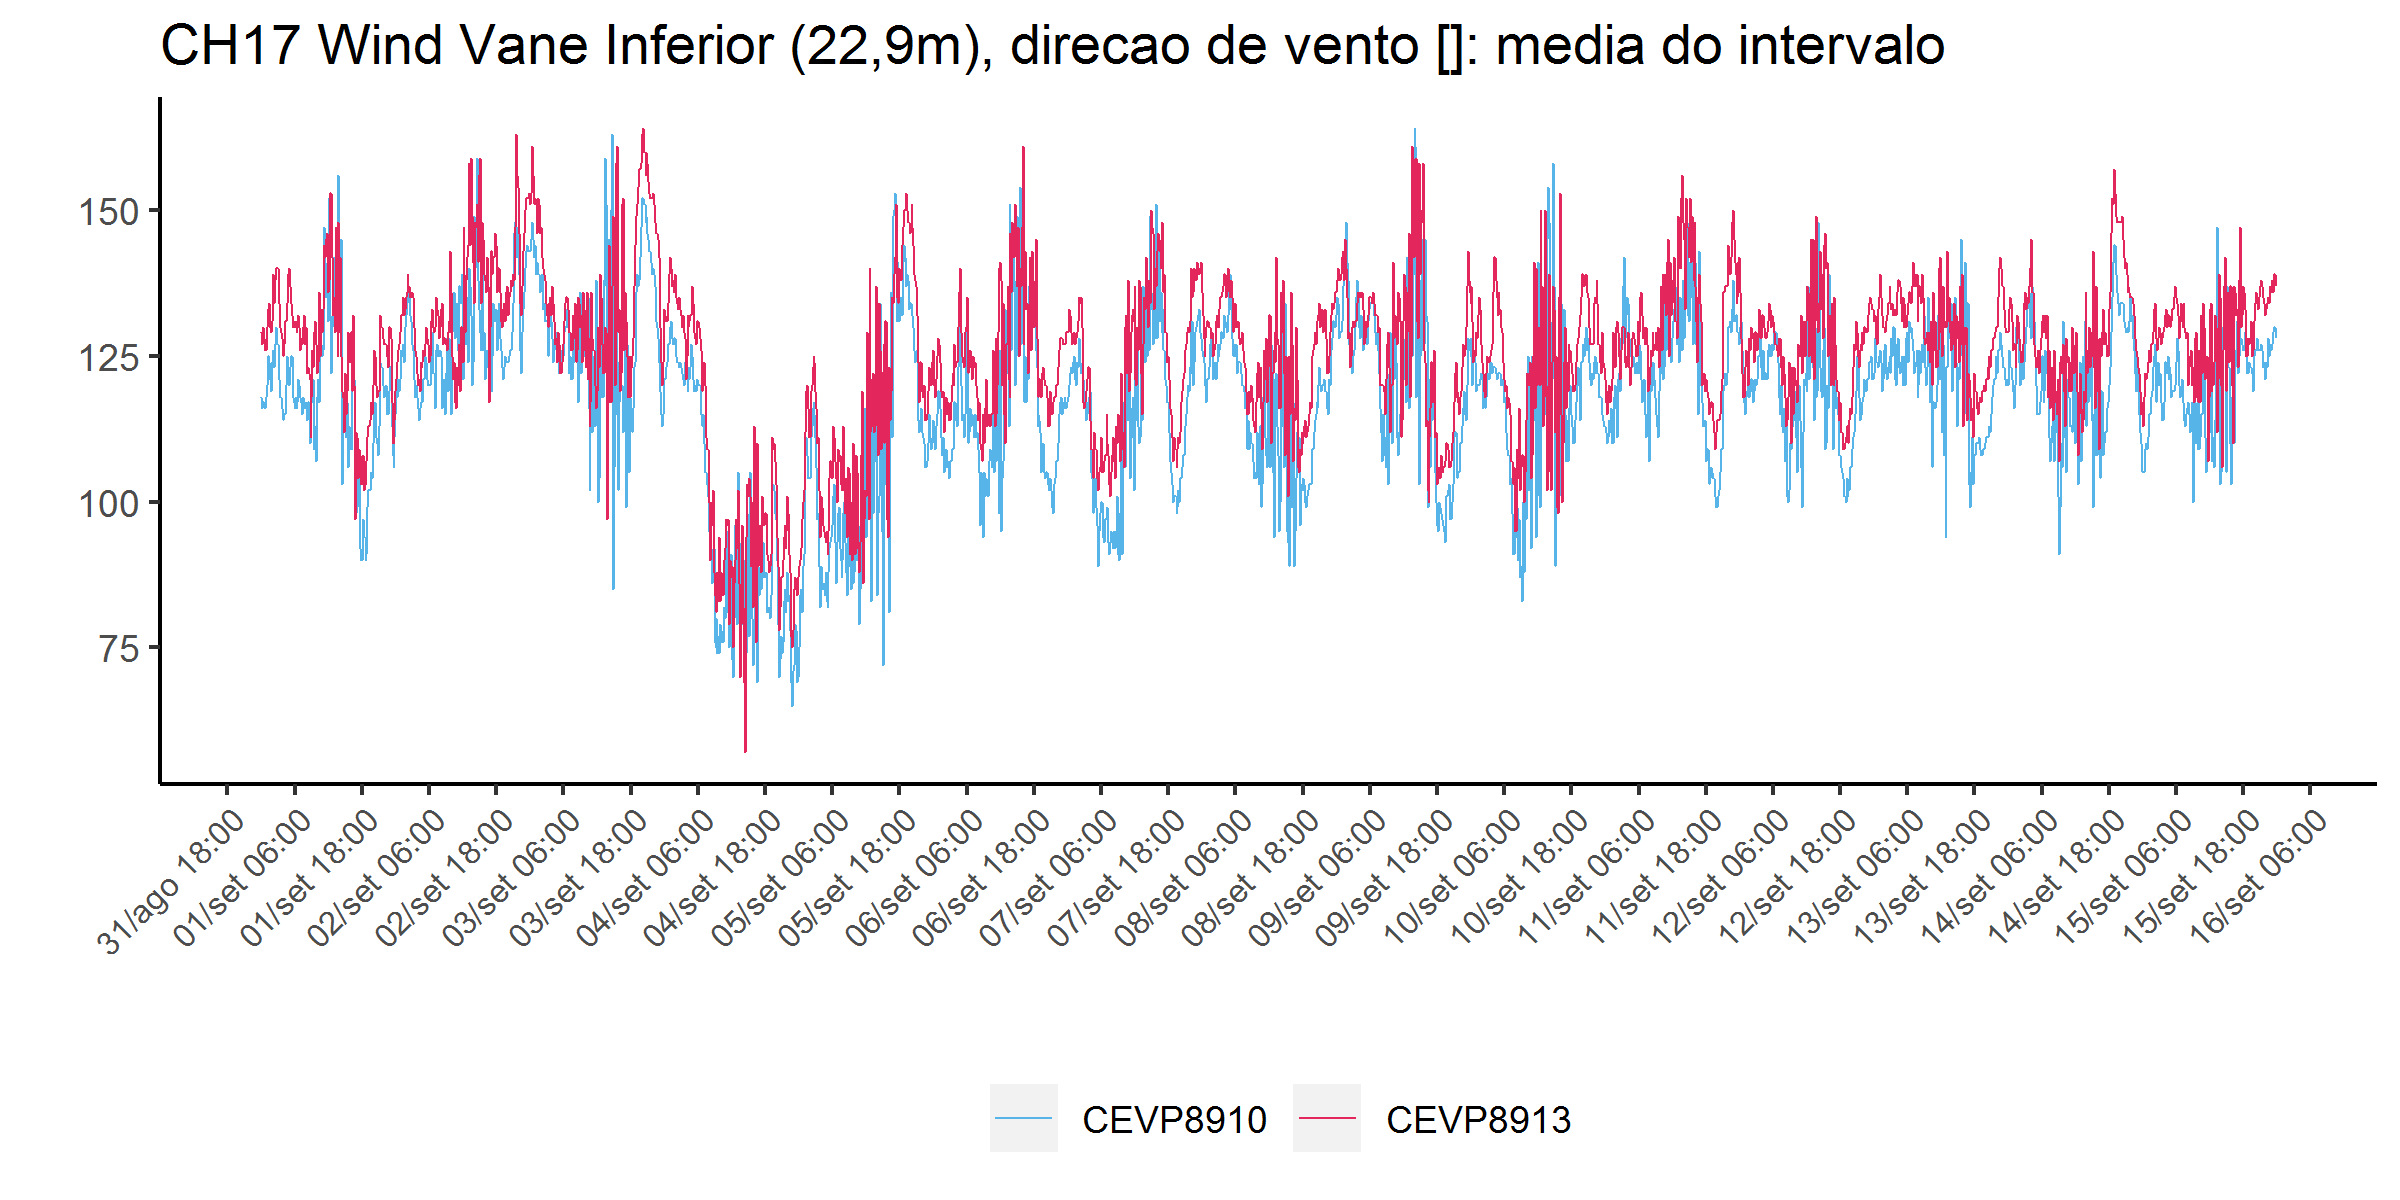 CH17 Wind Vane Inferior (22,9m), direcao de vento []: media do intervalo
150
125
100
75
31/ago 18:00
01/set 06:00
01/set 18:00
02/set 06:00
02/set 18:00
03/set 06:00
03/set 18:00
04/set 06:00
04/set 18:00
05/set 06:00
05/set 18:00
06/set 06:00
06/set 18:00
07/set 06:00
07/set 18:00
08/set 06:00
08/set 18:00
09/set 06:00
09/set 18:00
10/set 06:00
10/set 18:00
11/set 06:00
11/set 18:00
12/set 06:00
12/set 18:00
13/set 06:00
13/set 18:00
14/set 06:00
14/set 18:00
15/set 06:00
15/set 18:00
16/set 06:00
CEVP8910 CEVP8913